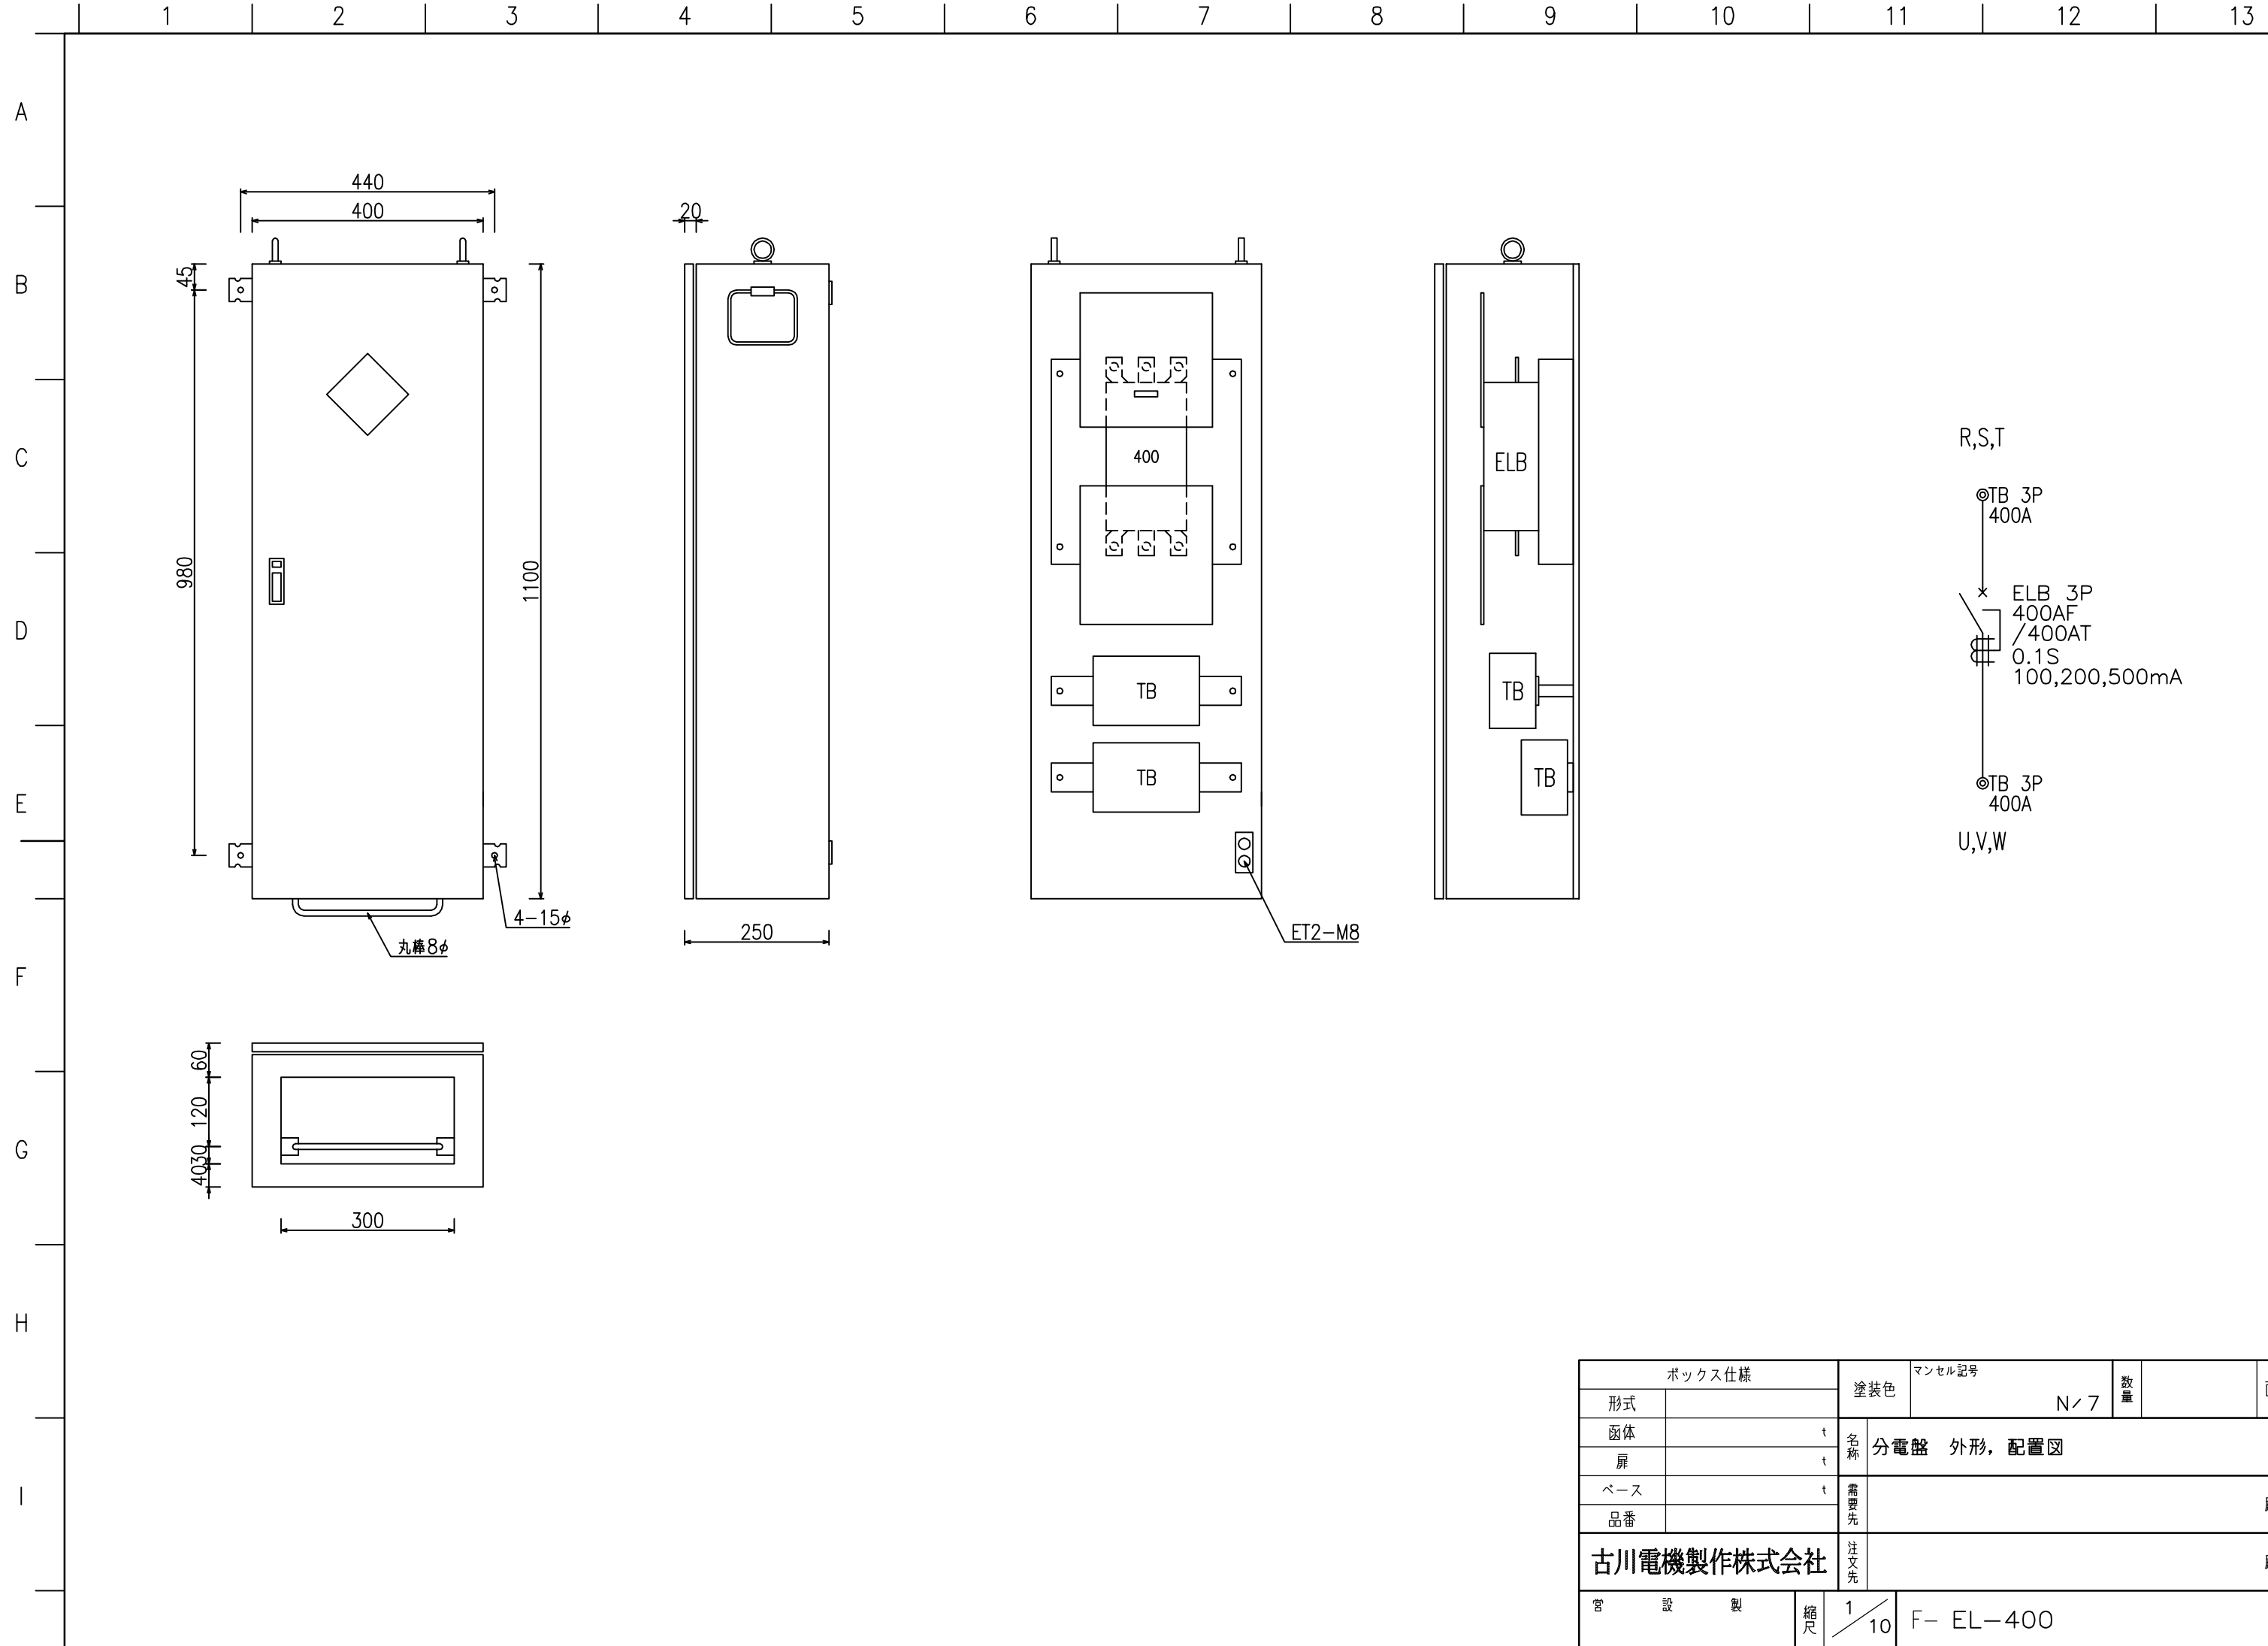 1 2 3 4 5 6 7 8 9 10 11 12 13
A
B
C
D
E
F
G
H
I
440
400
45
980
1100
4-15φ
丸棒8φ
20
250
400
TB
TB
ET2-M8
ELB
TB
TB
R,S,T
TB 3P
400A
ELB 3P
400AF
/400AT
0.1S
100,200,500mA
TB 3P
400A
U,V,W
60
120
30
40
300
ボックス仕様
形式
函体 t
扉 t
ベース t
品番
古川電機製作株式会社
営 設 製
塗装色
マンセル記号
N/7
数量
名称
分電盤 外形, 配置図
需要先
注文先
縮尺
1/10
F- EL-400